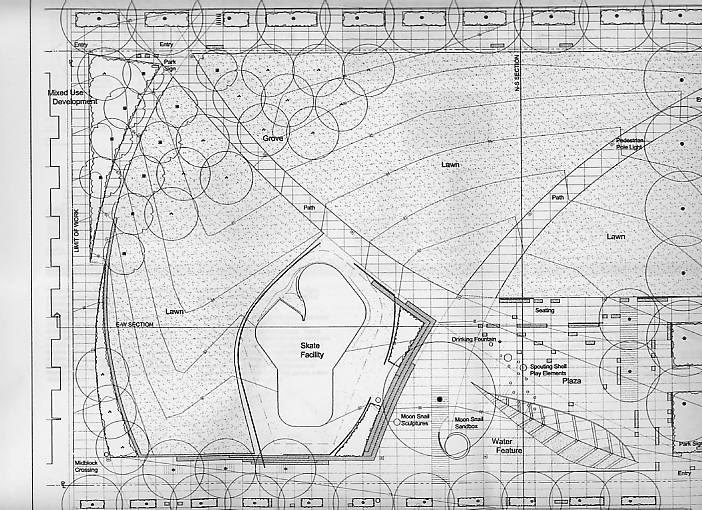 Entry
Entry
Park
Sign
N-S SECTION
Mixed Use
Development
Grove
Pedestrian
Pole Light
Lawn
Path
Path
LIMIT OF WORK
Lawn
Lawn
E-W SECTION
Seating
Skate
Facility
Drinking Fountain
Spouting Shell
Play Elements
Plaza
Moon Snail
Sculptures
Moon Snail
Sandbox
Water
Feature
Park Sign
Midblock
Crossing
Entry